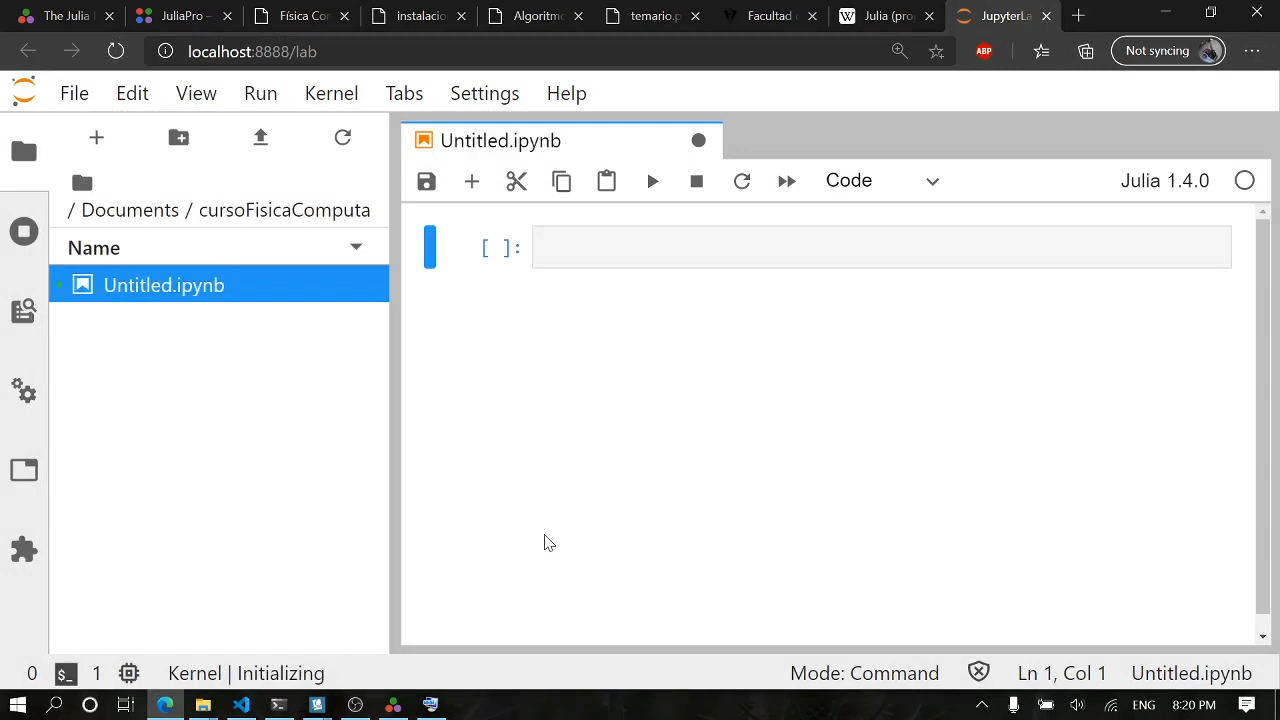 The Julia
JuliaPro –
Física Co
instalacio
Algoritm
temario.p
Facultad
Julia (pro
JupyterLa
localhost:8888/lab
ABP
Not syncing
File Edit View Run Kernel Tabs Settings Help
Untitled.ipynb
Code
Julia 1.4.0
/ Documents / cursoFisicaComputa
Name
[ ]:
Untitled.ipynb
0 $_ 1 Kernel | Initializing
Mode: Command
Ln 1, Col 1
Untitled.ipynb
ENG
8:20 PM